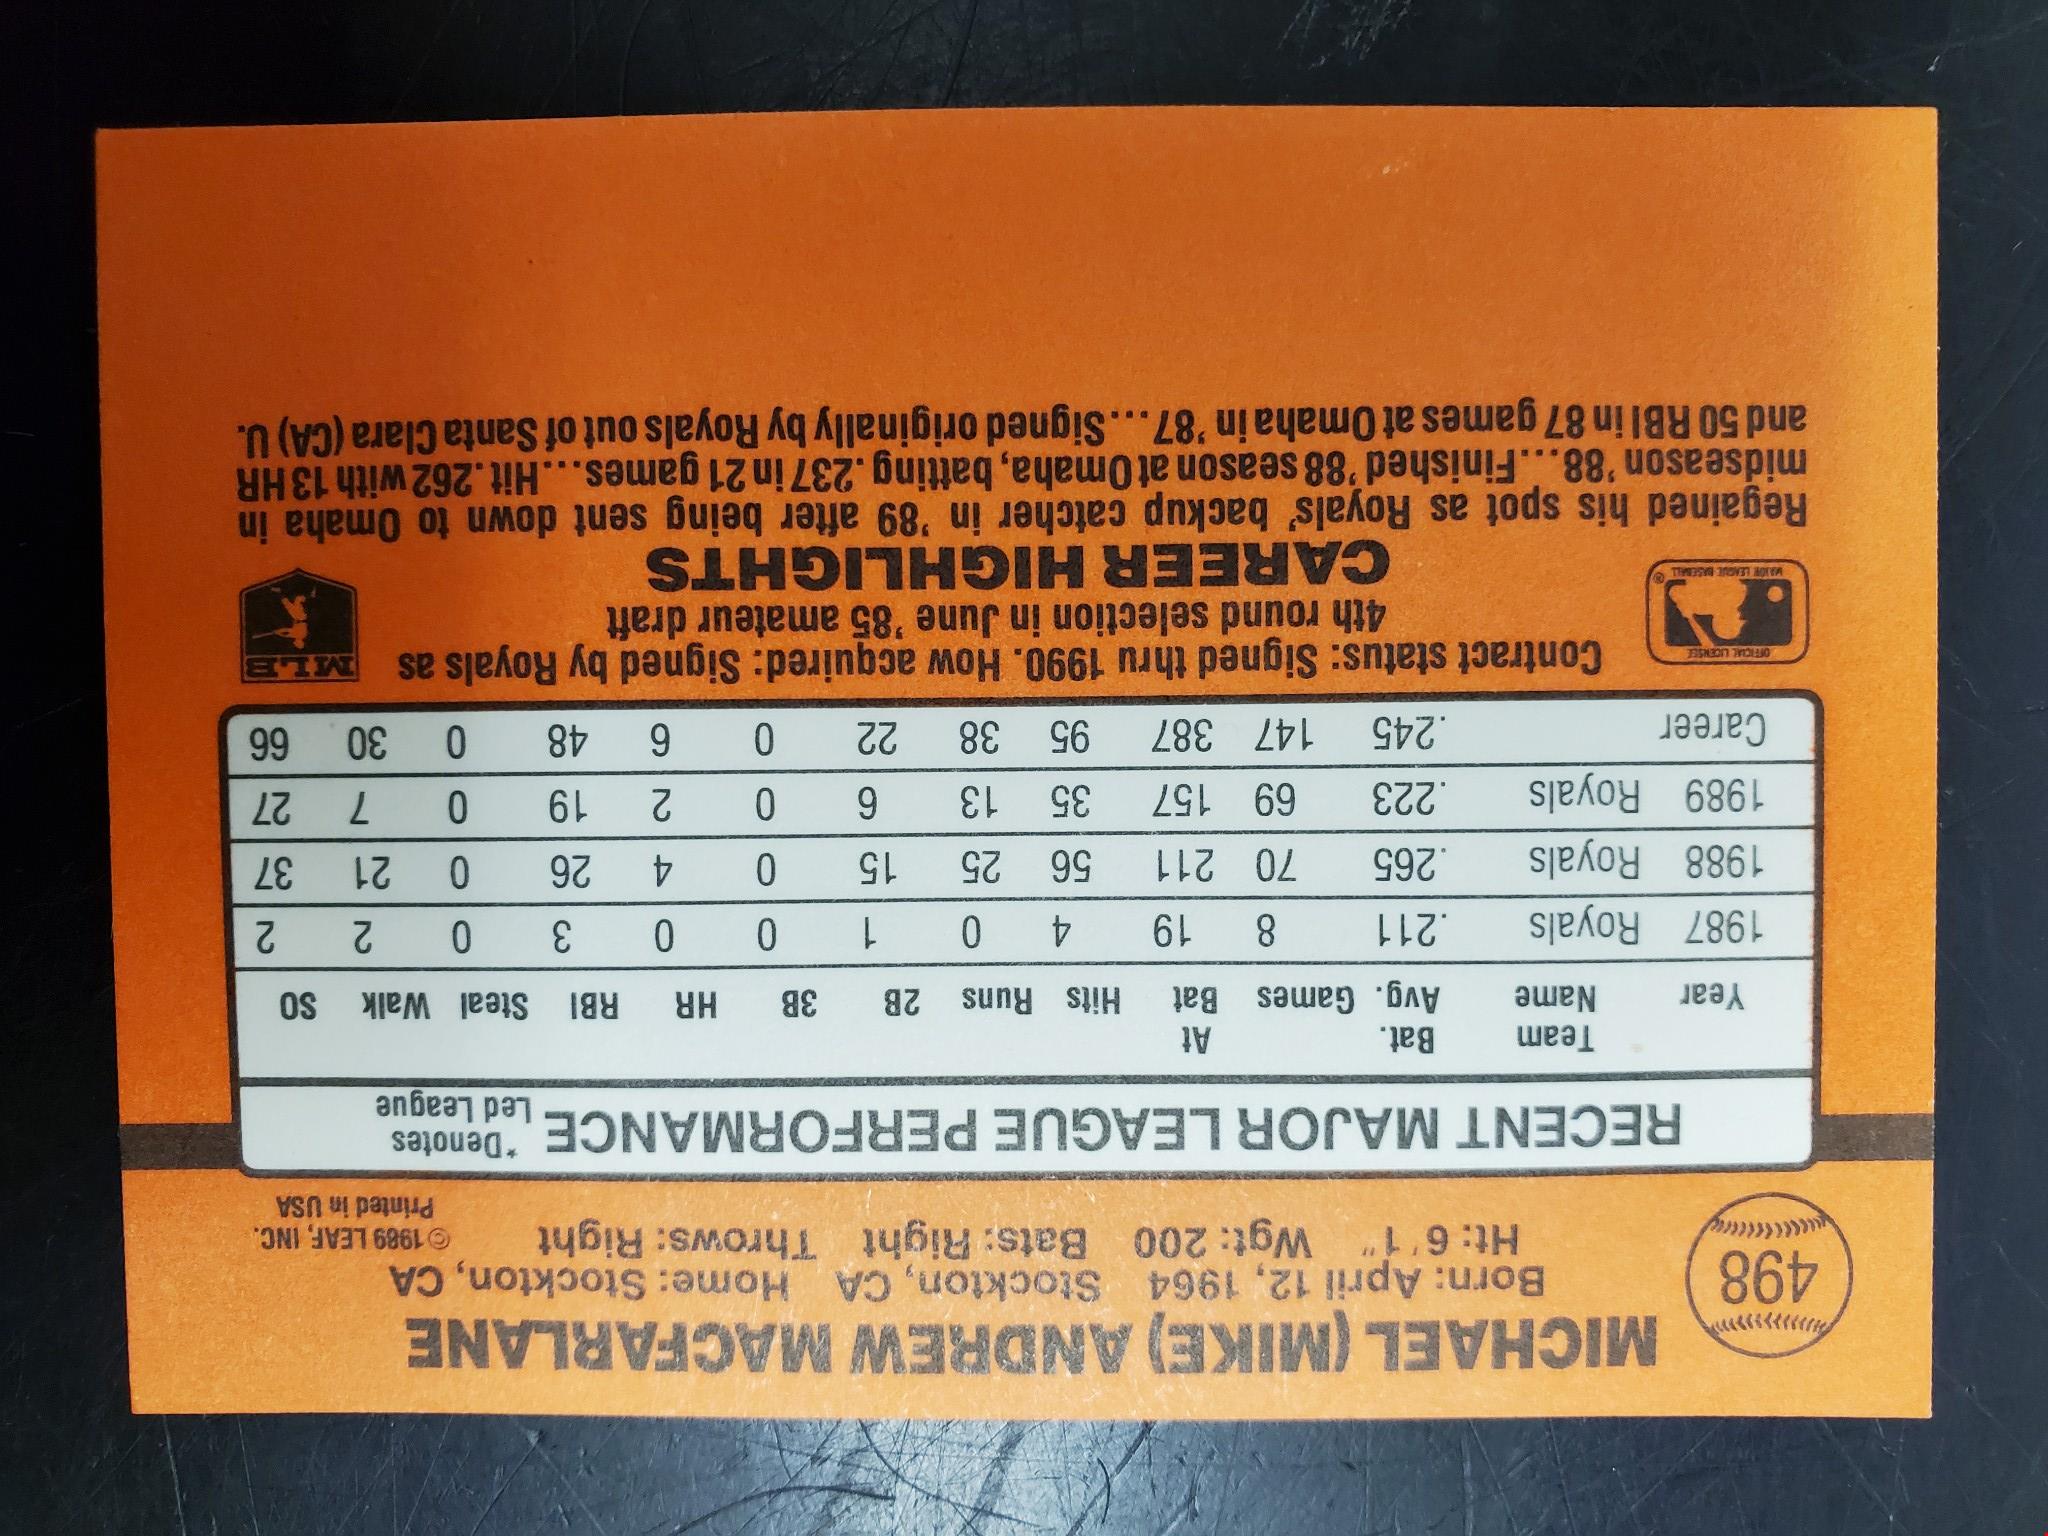 498
MICHAEL (MIKE) ANDREW MACFARLANE
Born: April 12, 1964 Stockton, CA Home: Stockton, CA
Ht: 6'1" Wgt: 200 Bats: Right Throws: Right
© 1989 LEAF, INC.
Printed in USA
RECENT MAJOR LEAGUE PERFORMANCE *Denotes Led League
Year Team Name Bat. Avg. Games At Bat Hits Runs 2B 3B HR RBI Steal Walk SO
1987 Royals .211 8 19 4 0 1 0 0 3 0 2 2
1988 Royals .265 70 211 56 25 15 0 4 26 0 21 37
1989 Royals .223 69 157 35 13 6 0 2 19 0 7 27
Career .245 147 387 95 38 22 0 6 48 0 30 66
OFFICIAL LICENSEE
MAJOR LEAGUE BASEBALL ®
Contract status: Signed thru 1990. How acquired: Signed by Royals as
4th round selection in June '85 amateur draft
MLB
CAREER HIGHLIGHTS
Regained his spot as Royals' backup catcher in '89 after being sent down to Omaha in
midseason '88...Finished '88 season at Omaha, batting .237 in 21 games...Hit .262 with 13 HR
and 50 RBI in 87 games at Omaha in '87...Signed originally by Royals out of Santa Clara (CA) U.